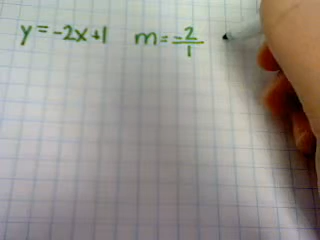 y = -2x+1 m = -2/1